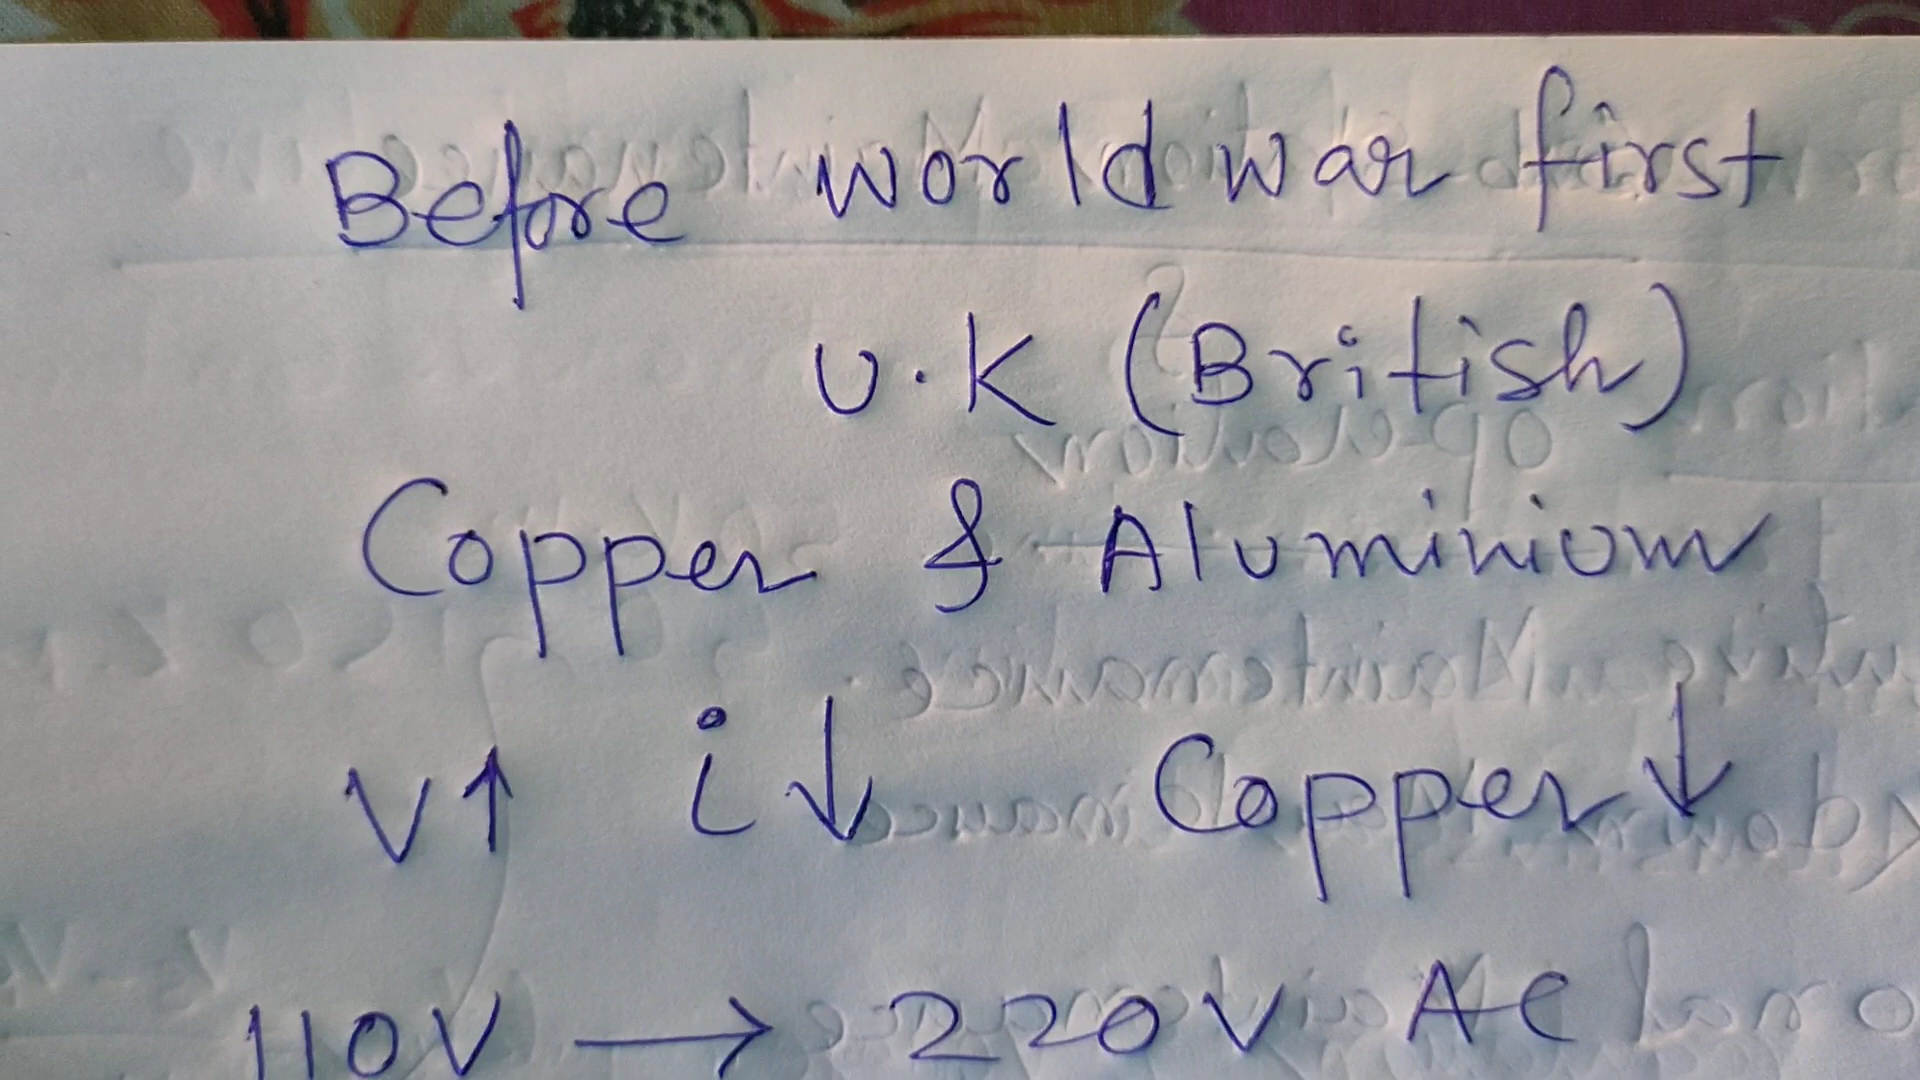 Before world war first
U.K (British)
Copper & Aluminium
V↑ i↓ Copper↓
110V → 220V AC